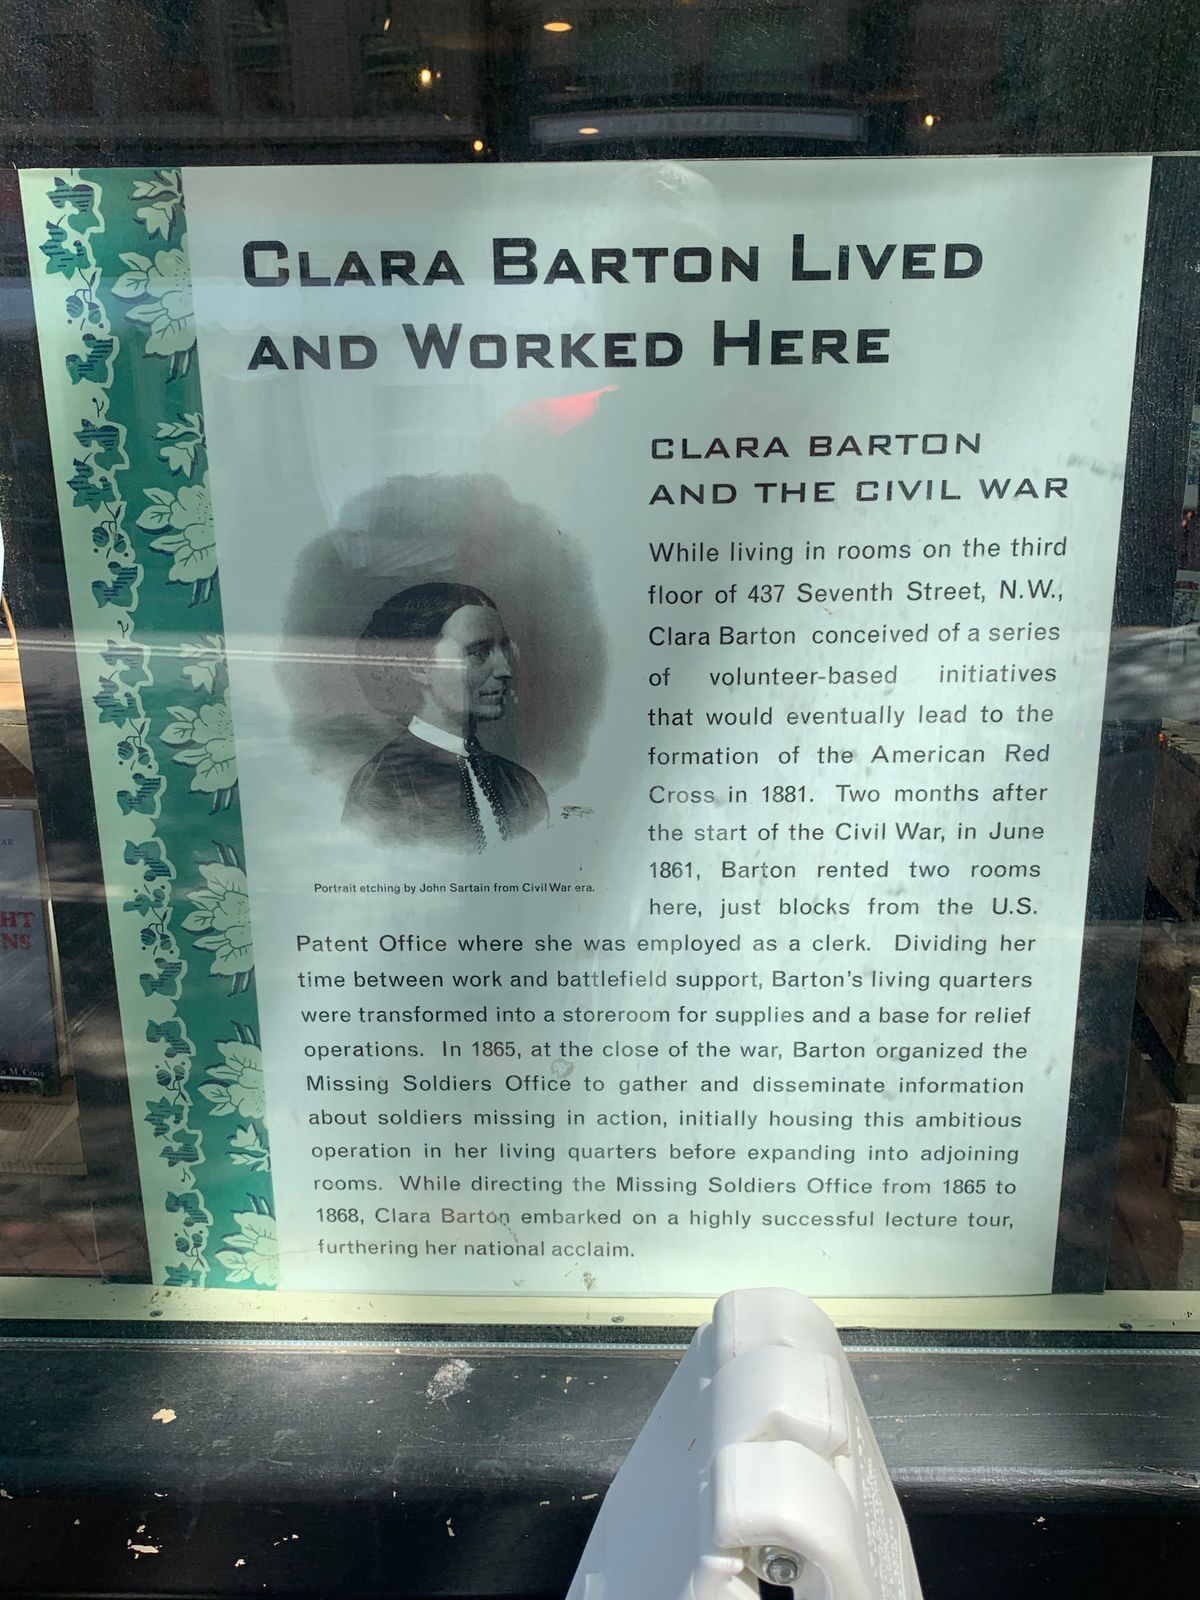 CLARA BARTON LIVED
AND WORKED HERE
CLARA BARTON
AND THE CIVIL WAR
While living in rooms on the third
floor of 437 Seventh Street, N.W.,
Clara Barton conceived of a series
of volunteer-based initiatives
that would eventually lead to the
formation of the American Red
Cross in 1881. Two months after
the start of the Civil War, in June
1861, Barton rented two rooms
here, just blocks from the U.S.
Patent Office where she was employed as a clerk. Dividing her
time between work and battlefield support, Barton's living quarters
were transformed into a storeroom for supplies and a base for relief
operations. In 1865, at the close of the war, Barton organized the
Missing Soldiers Office to gather and disseminate information
about soldiers missing in action, initially housing this ambitious
operation in her living quarters before expanding into adjoining
rooms. While directing the Missing Soldiers Office from 1865 to
1868, Clara Barton embarked on a highly successful lecture tour,
furthering her national acclaim.
Portrait etching by John Sartain from Civil War era.
AR
HT
NS